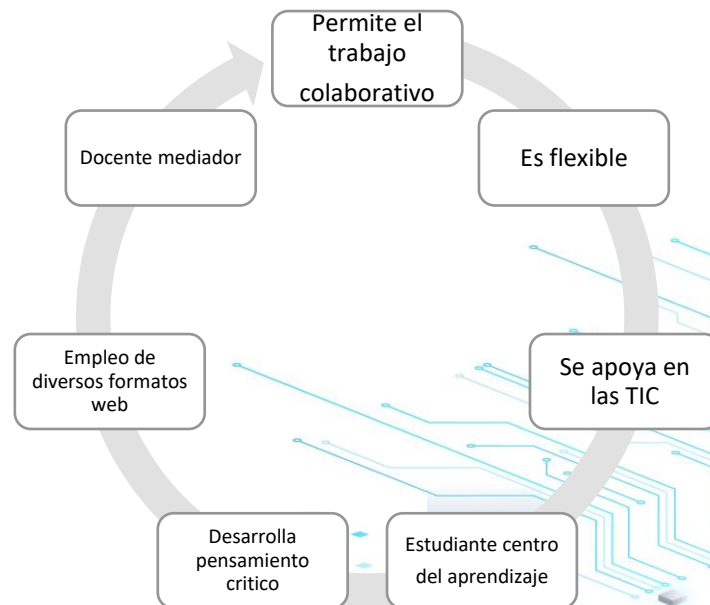 Permite el
trabajo
colaborativo
Es flexible
Se apoya en
las TIC
Estudiante centro
del aprendizaje
Desarrolla
pensamiento
critico
Empleo de
diversos formatos
web
Docente mediador